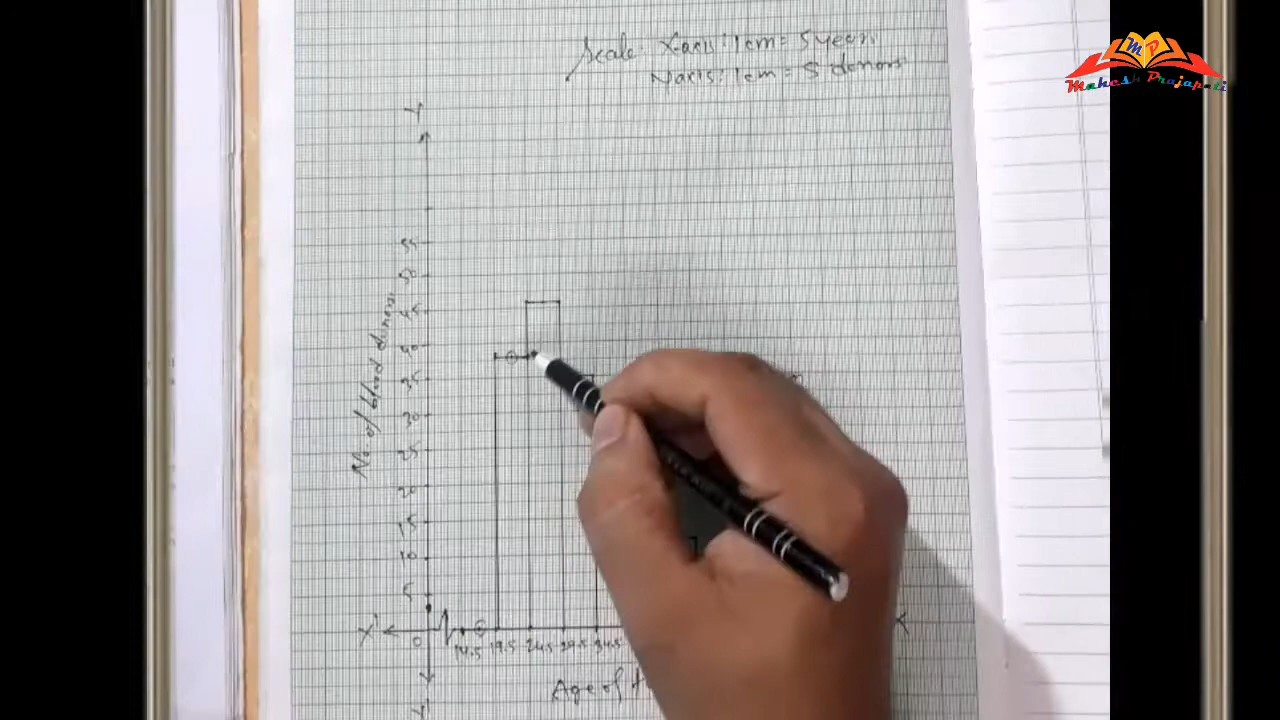 Scale: X-axis: 1cm = 5 years
Y-axis: 1cm = 5 donors
MP
Mahesh Prajapati
Y
55
50
45
40
35
30
25
20
15
10
5
No. of blood donors
X'
0
14.5 19.5 24.5 29.5 34.5
X
Age of